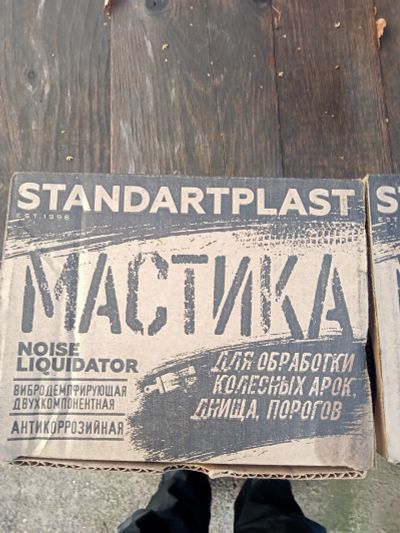 STANDARTPLAST
EST.1996
МАСТИКА
NOISE
LIQUIDATOR
ВИБРОДЕМПФИРУЮЩАЯ
ДВУХКОМПОНЕНТНАЯ
АНТИКОРРОЗИЙНАЯ
ДЛЯ ОБРАБОТКИ
КОЛЕСНЫХ АРОК,
ДНИЩА, ПОРОГОВ